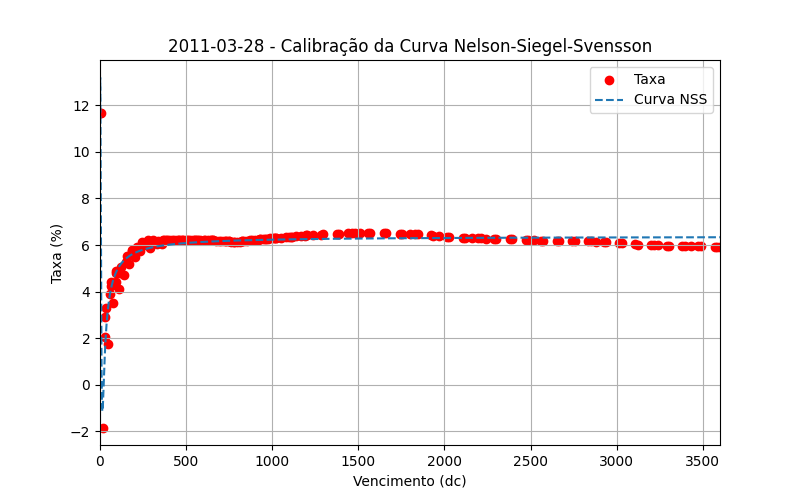 2011-03-28 - Calibração da Curva Nelson-Siegel-Svensson
Taxa
Curva NSS
12
10
8
6
4
2
0
−2
Taxa (%)
0 500 1000 1500 2000 2500 3000 3500
Vencimento (dc)